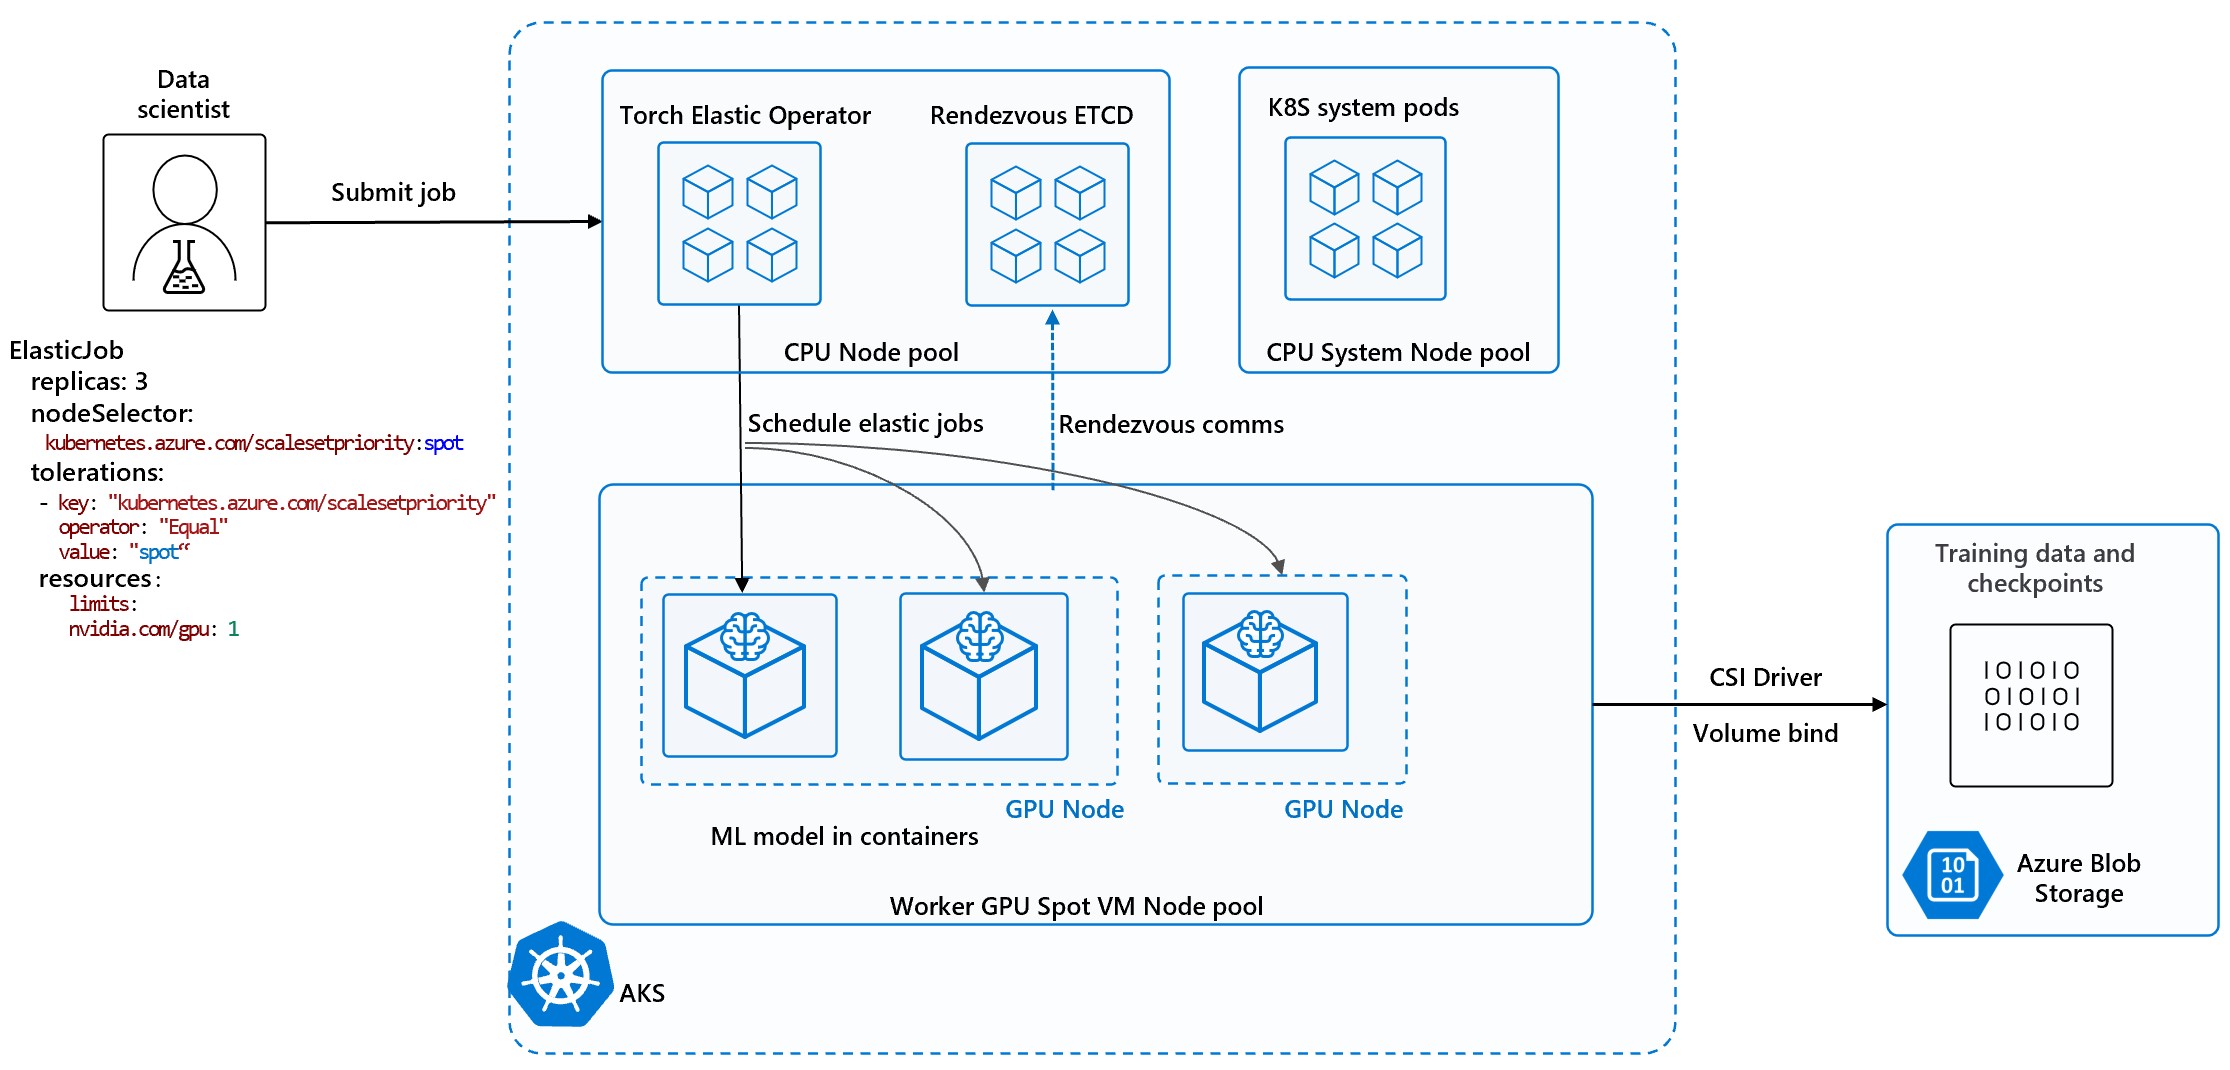 Data
scientist
Submit job
ElasticJob
replicas: 3
nodeSelector:
kubernetes.azure.com/scalesetpriority:spot
tolerations:
- key: "kubernetes.azure.com/scalesetpriority"
operator: "Equal"
value: "spot“
resources:
limits:
nvidia.com/gpu: 1
Torch Elastic Operator
Rendezvous ETCD
CPU Node pool
K8S system pods
CPU System Node pool
Schedule elastic jobs
Rendezvous comms
GPU Node
GPU Node
ML model in containers
Worker GPU Spot VM Node pool
AKS
CSI Driver
Volume bind
Training data and
checkpoints
IOIOIO
OIOIOI
IOIOIO
10
01
Azure Blob
Storage